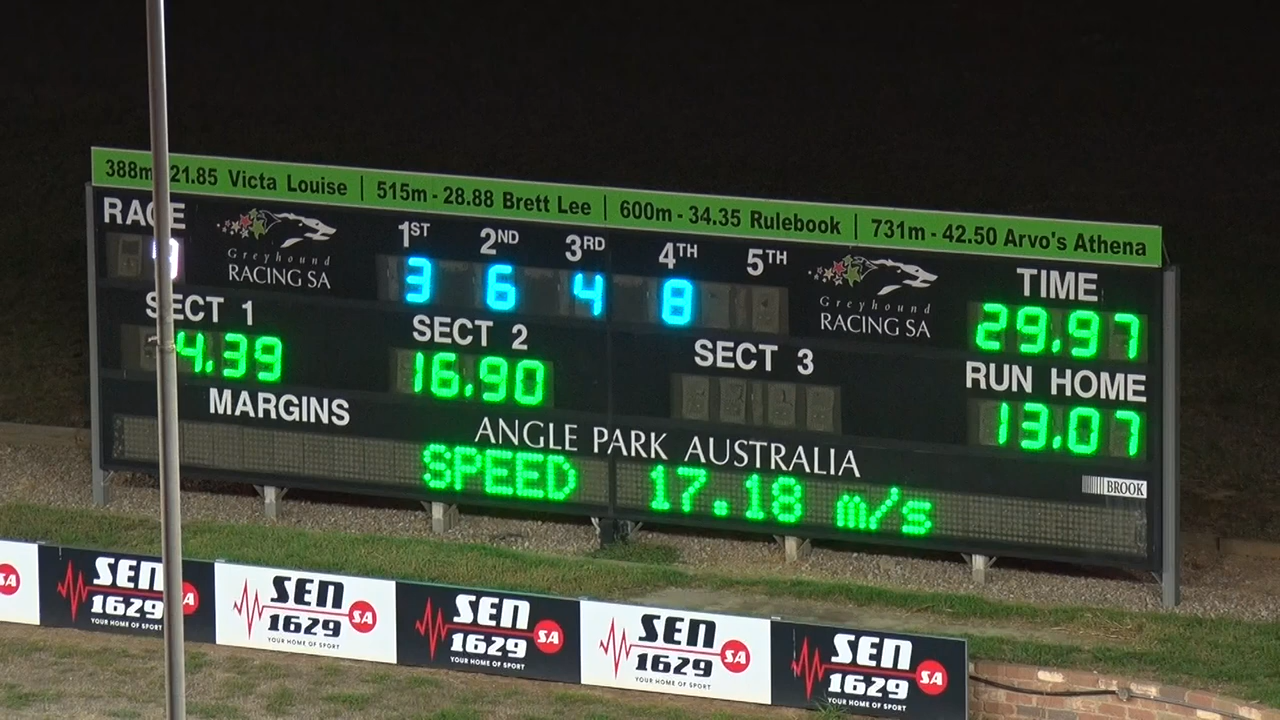 388m 21.85 Victa Louise | 515m - 28.88 Brett Lee | 600m - 34.35 Rulebook | 731m - 42.50 Arvo's Athena
RACE
Greyhound
RACING SA
1ST 2ND 3RD 4TH 5TH
3 6 4 8
Greyhound
RACING SA
TIME
29.97
SECT 1
4.39
SECT 2
16.90
SECT 3
RUN HOME
13.07
MARGINS
ANGLE PARK AUSTRALIA
SPEED 17.18 m/s
BROOK
SA
SEN
1629 SA
YOUR HOME OF SPORT
SEN
1629 SA
YOUR HOME OF SPORT
SEN
1629 SA
YOUR HOME OF SPORT
SEN
1629 SA
YOUR HOME OF SPORT
SEN
1629 SA
YOUR HOME OF SPORT